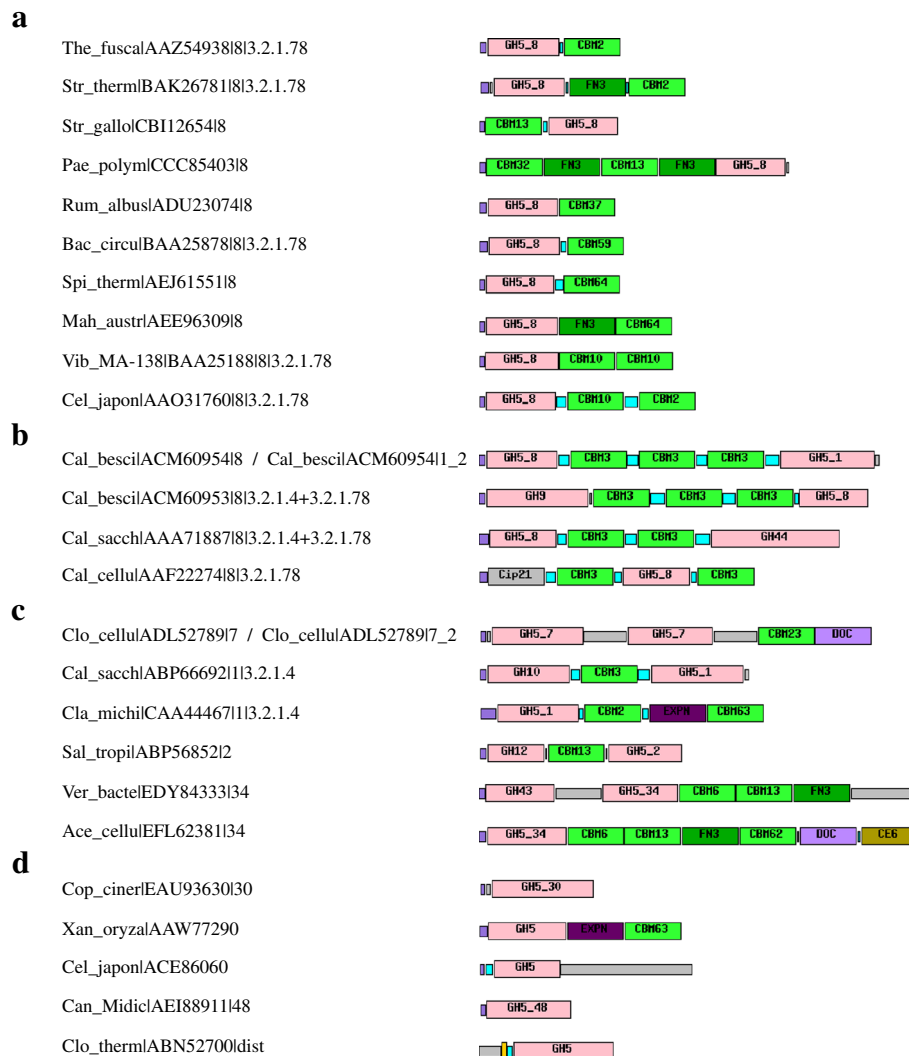 a
The_fusca|AAZ54938|8|3.2.1.78 GH5_8 CBM2
Str_therm|BAK26781|8|3.2.1.78 GH5_8 FN3 CBM2
Str_gallo|CBI12654|8 CBM13 GH5_8
Pae_polym|CCC85403|8 CBM32 FN3 CBM13 FN3 GH5_8
Rum_albus|ADU23074|8 GH5_8 CBM37
Bac_circu|BAA25878|8|3.2.1.78 GH5_8 CBM59
Spi_therm|AEJ61551|8 GH5_8 CBM64
Mah_austr|AEE96309|8 GH5_8 FN3 CBM64
Vib_MA-138|BAA25188|8|3.2.1.78 GH5_8 CBM10 CBM10
Cel_japon|AAO31760|8|3.2.1.78 GH5_8 CBM10 CBM2
b
Cal_besci|ACM60954|8 / Cal_besci|ACM60954|1_2 GH5_8 CBM3 CBM3 CBM3 GH5_1
Cal_besci|ACM60953|8|3.2.1.4+3.2.1.78 GH9 CBM3 CBM3 CBM3 GH5_8
Cal_sacch|AAA71887|8|3.2.1.4+3.2.1.78 GH5_8 CBM3 CBM3 GH44
Cal_cellu|AAF22274|8|3.2.1.78 Cip21 CBM3 GH5_8 CBM3
c
Clo_cellu|ADL52789|7 / Clo_cellu|ADL52789|7_2 GH5_7 GH5_7 CBM23 DOC
Cal_sacch|ABP66692|1|3.2.1.4 GH10 CBM3 GH5_1
Cla_michi|CAA44467|1|3.2.1.4 GH5_1 CBM2 EXPN CBM63
Sal_tropi|ABP56852|2 GH12 CBM13 GH5_2
Ver_bacte|EDY84333|34 GH43 GH5_34 CBM6 CBM13 FN3
Ace_cellu|EFL62381|34 GH5_34 CBM6 CBM13 FN3 CBM62 DOC CE6
d
Cop_ciner|EAU93630|30 GH5_30
Xan_oryza|AAW77290 GH5 EXPN CBM63
Cel_japon|ACE86060 GH5
Can_Midic|AEI88911|48 GH5_48
Clo_therm|ABN52700|dist GH5